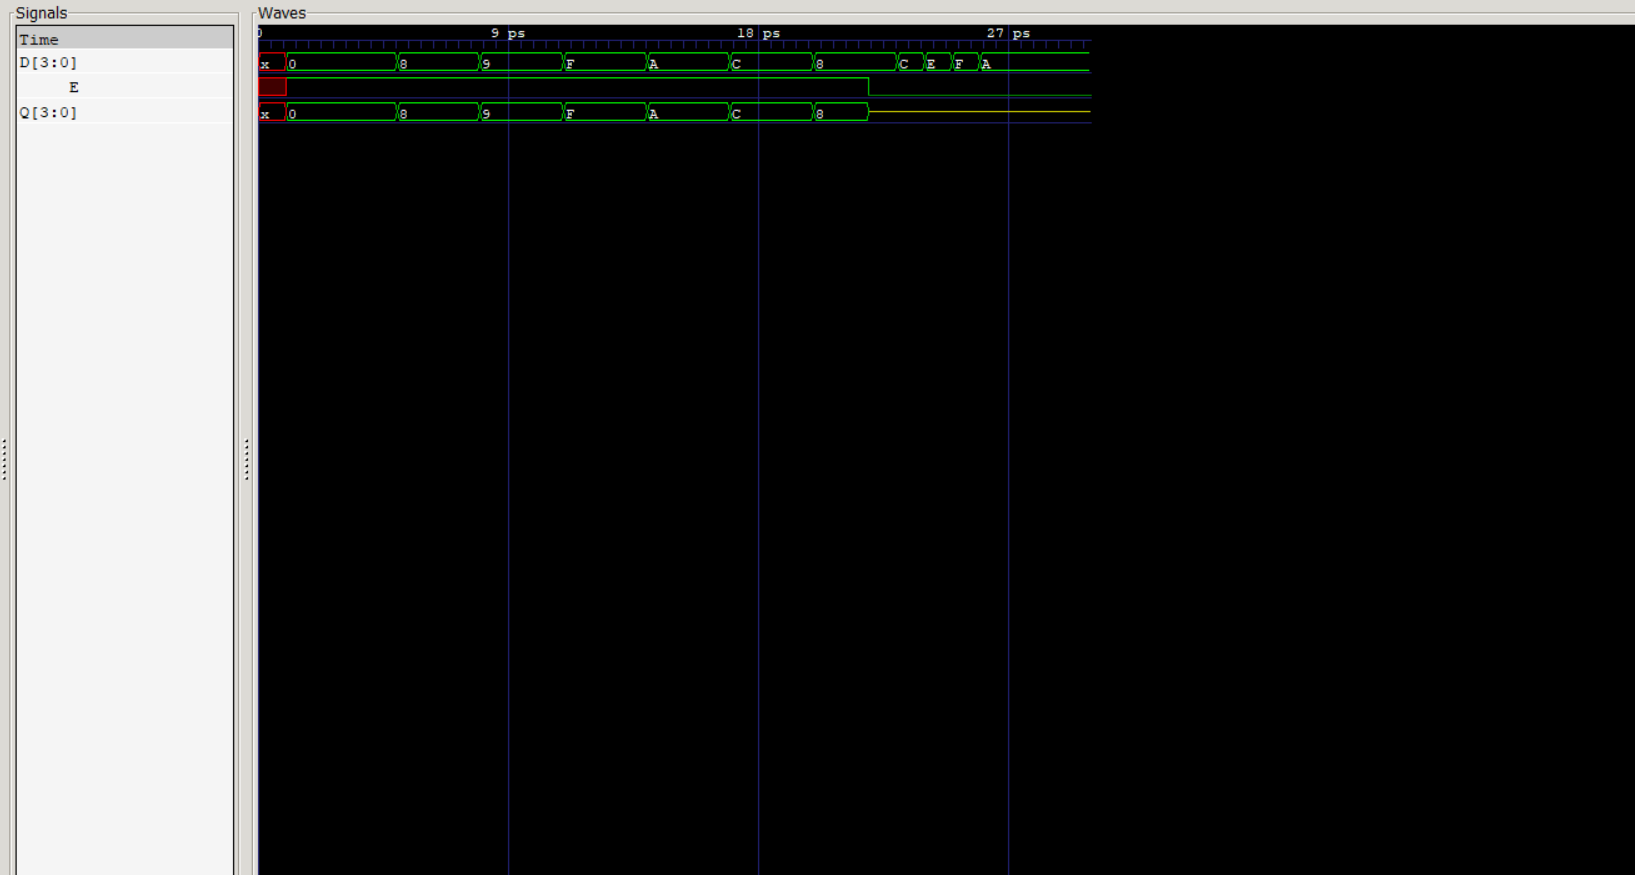 Signals
Waves
Time
0 9 ps 18 ps 27 ps
D[3:0] x 0 8 9 F A C 8 C E F A
E
Q[3:0] x 0 8 9 F A C 8